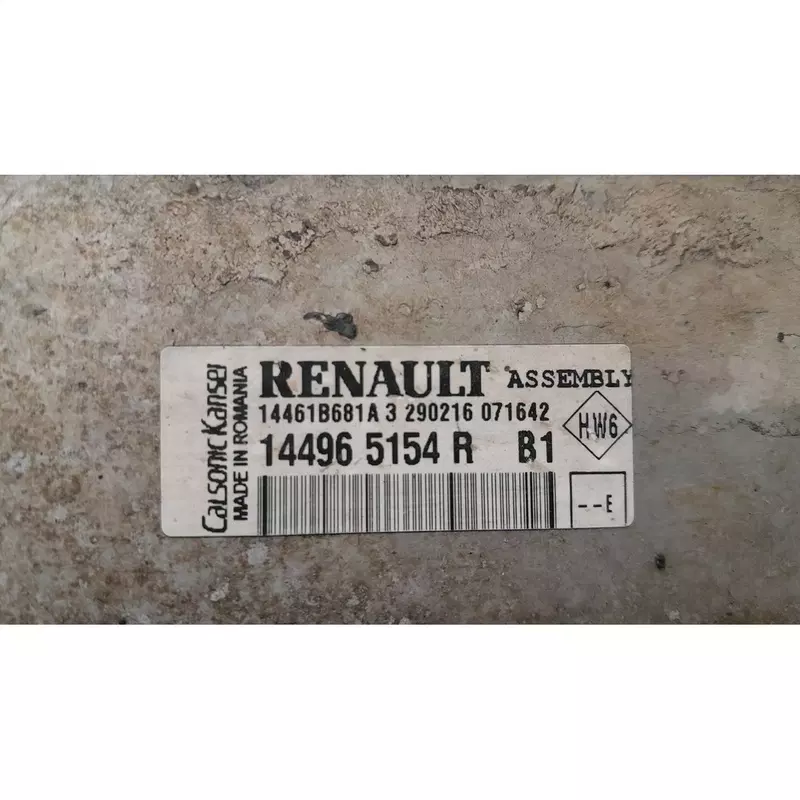 Calsonic Kansei
MADE IN ROMANIA
RENAULT ASSEMBLY
14461B681A 3 290216 071642
14496 5154 R B1
HW6
--E